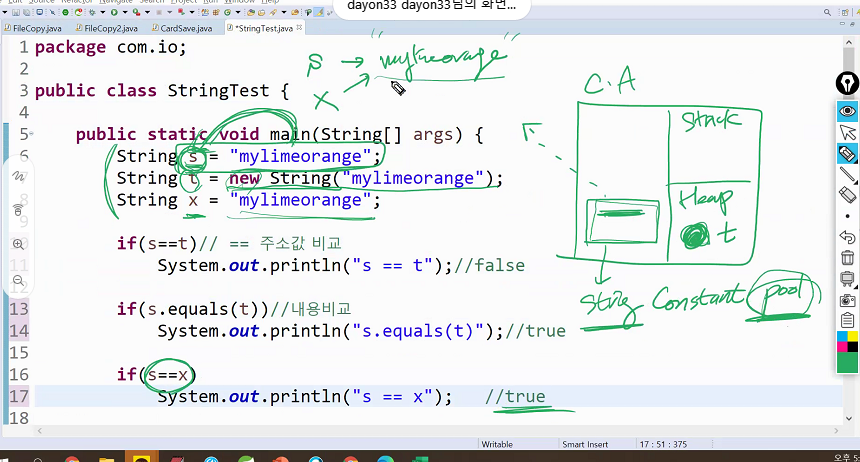 dayon33 dayon33님의 화면...
FileCopy.java FileCopy2.java CardSave.java *StringTest.java
1 package com.io;
2
3 public class StringTest {
4
5 public static void main(String[] args) {
6 String s = "mylimeorange";
7 String t = new String("mylimeorange");
8 String x = "mylimeorange";
9
if(s==t)// == 주소값 비교
11 System.out.println("s == t");//false
12
13 if(s.equals(t))//내용비교
14 System.out.println("s.equals(t)");//true
15
16 if(s==x)
17 System.out.println("s == x"); //true
18
S → "mylimeorange"
X
C.A
Stack
Heap
t
String Constant pool
Writable Smart Insert 17 : 51 : 375